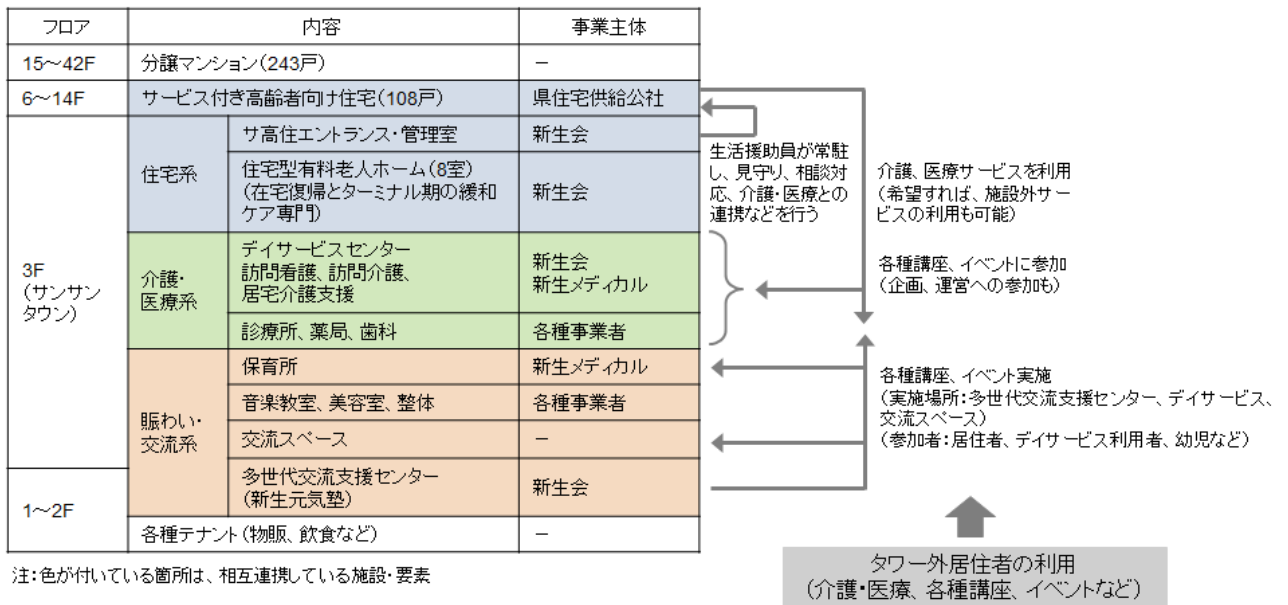 フロア 内容 事業主体
15～42F 分譲マンション(243戸) －
6～14F サービス付き高齢者向け住宅(108戸) 県住宅供給公社
3F
(サンサン
タウン)
住宅系
サ高住エントランス・管理室 新生会
住宅型有料老人ホーム(8室)
(在宅復帰とターミナル期の緩和
ケア専門)
新生会
介護・
医療系
デイサービスセンター
訪問看護、訪問介護、
居宅介護支援
新生会
新生メディカル
診療所、薬局、歯科 各種事業者
賑わい・
交流系
保育所 新生メディカル
音楽教室、美容室、整体 各種事業者
交流スペース －
1～2F
多世代交流支援センター
(新生元気塾)
新生会
各種テナント(物販、飲食など) －
生活援助員が常駐
し、見守り、相談対
応、介護・医療との
連携などを行う
介護、医療サービスを利用
(希望すれば、施設外サー
ビスの利用も可能)
各種講座、イベントに参加
(企画、運営への参加も)
各種講座、イベント実施
(実施場所：多世代交流支援センター、デイサービス、
交流スペース)
(参加者：居住者、デイサービス利用者、幼児など)
タワー外居住者の利用
(介護・医療、各種講座、イベントなど)
注：色が付いている箇所は、相互連携している施設・要素